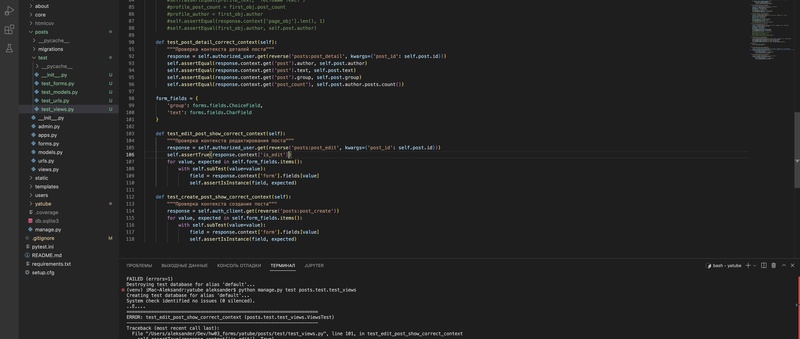 about
core
htmlcov
posts
__pycache__
migrations
test
__pycache__
__init__.py U
test_forms.py U
test_models.py U
test_urls.py U
test_views.py U
__init__.py
admin.py
apps.py
forms.py
models.py
urls.py
views.py
static
templates
users
yatube
.coverage
db.sqlite3
manage.py
.gitignore
pytest.ini
README.md
requirements.txt
setup.cfg
86 #profile_post_count = first_obj.post_count
87 #profile_author = first_obj.author
88 #self.assertEqual(response.context['page_obj'].len(), 1)
89 #self.assertEqual(first_obj.author, self.post.author)
90 def test_post_detail_correct_context(self):
91 """Проверка контекста деталей поста"""
92 response = self.authorized_user.get(reverse('posts:post_detail', kwargs={'post_id': self.post.id}))
93 self.assertEqual(response.context.get('post').author, self.post.author)
94 self.assertEqual(response.context.get('post').text, self.post.text)
95 self.assertEqual(response.context.get('post').group, self.post.group)
96 self.assertEqual(response.context.get('post_count'), self.post.author.posts.count())
97
98 form_fields = {
99 'group': forms.fields.ChoiceField,
100 'text': forms.fields.CharField
101 }
102
103 def test_edit_post_show_correct_context(self):
104 """Проверка контекста редактирования поста"""
105 response = self.authorized_user.get(reverse('posts:post_edit', kwargs={'post_id': self.post.id}))
106 self.assertTrue(response.context['is_edit'])
107 for value, expected in self.form_fields.items():
108 with self.subTest(value=value):
109 field = response.context['form'].fields[value]
110 self.assertIsInstance(field, expected)
111
112 def test_create_post_show_correct_context(self):
113 """Проверка контекста создания поста"""
114 response = self.auth_client.get(reverse('posts:post_create'))
115 for value, expected in self.form_fields.items():
116 with self.subTest(value=value):
117 field = response.context['form'].fields[value]
118 self.assertIsInstance(field, expected)
ПРОБЛЕМЫ ВЫХОДНЫЕ ДАННЫЕ КОНСОЛЬ ОТЛАДКИ ТЕРМИНАЛ JUPYTER
bash - yatube
FAILED (errors=1)
Destroying test database for alias 'default'...
(venv) iMac-Aleksandr:yatube aleksander$ python manage.py test posts.test.test_views
Creating test database for alias 'default'...
System check identified no issues (0 silenced).
..E....
ERROR: test_edit_post_show_correct_context (posts.test.test_views.ViewsTest)
Traceback (most recent call last):
File "/Users/aleksander/Dev/hw03_forms/yatube/posts/test/test_views.py", line 101, in test_edit_post_show_correct_context